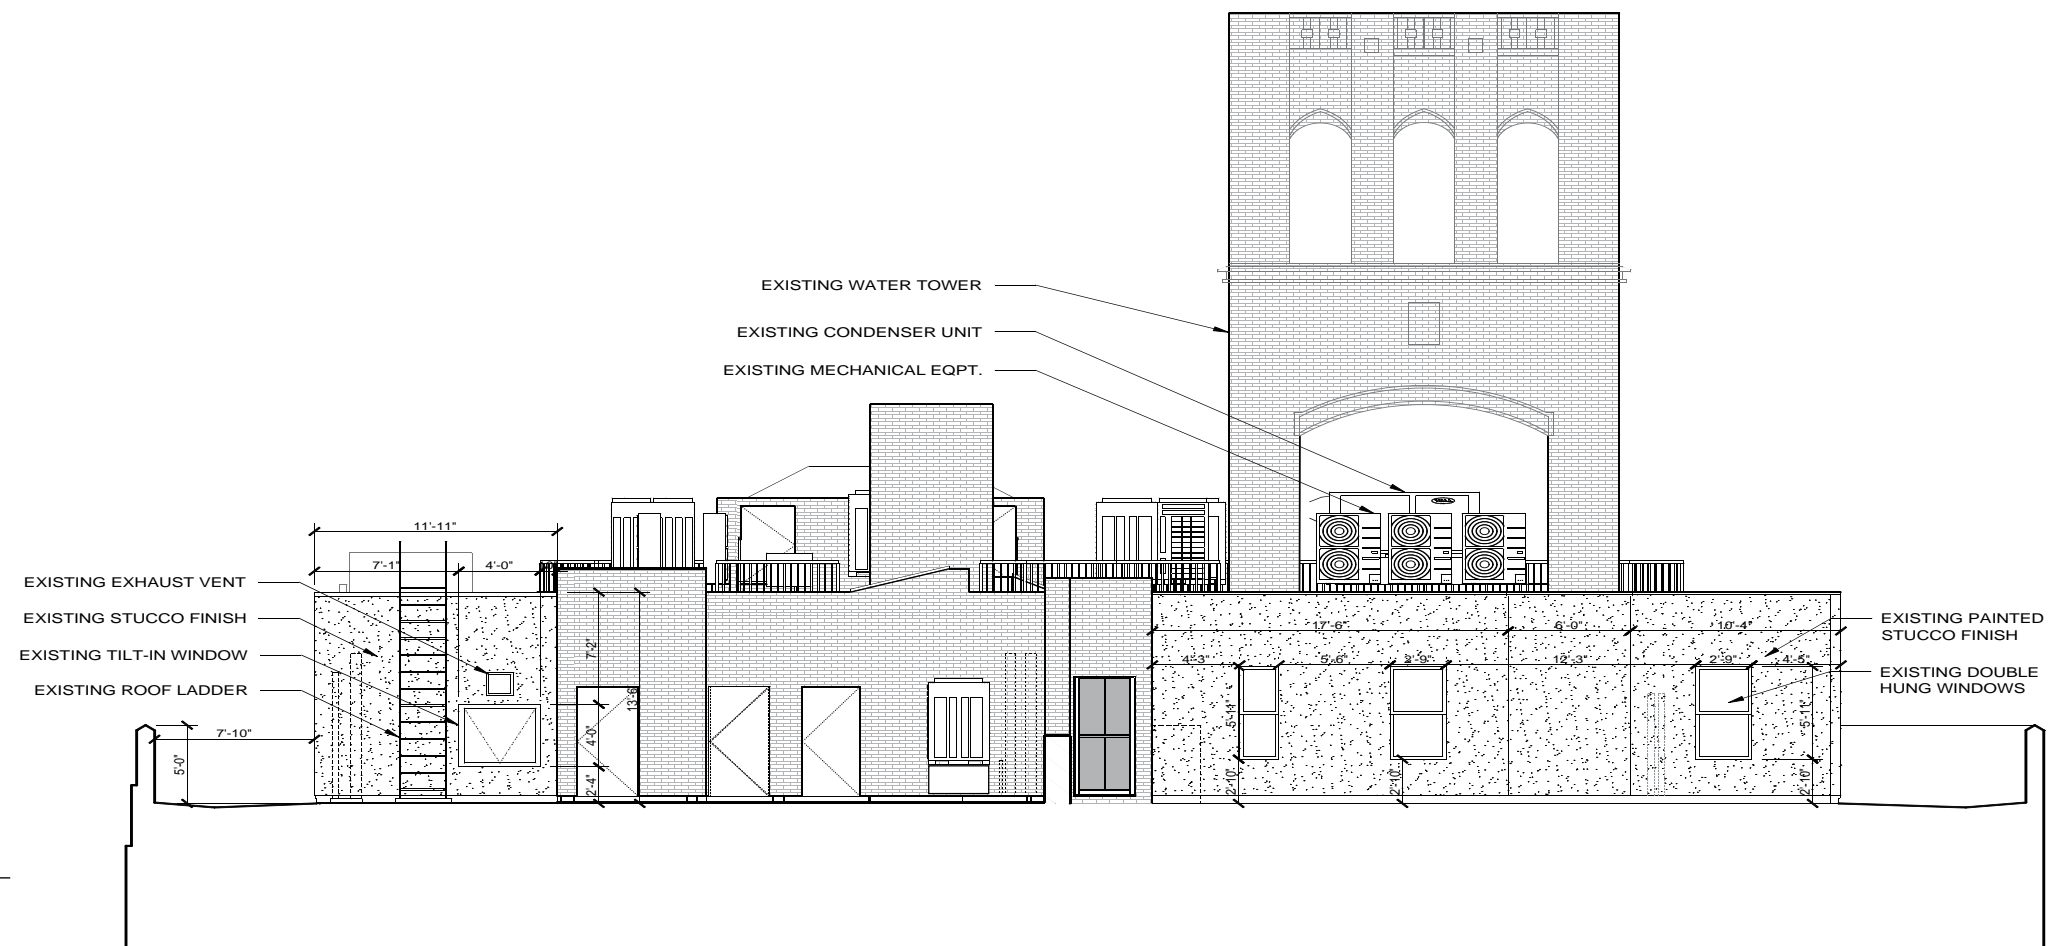 EXISTING WATER TOWER
EXISTING CONDENSER UNIT
EXISTING MECHANICAL EQPT.
11'-11"
7'-1"
4'-0"
EXISTING EXHAUST VENT
EXISTING STUCCO FINISH
EXISTING TILT-IN WINDOW
EXISTING ROOF LADDER
7'-10"
5'-0"
7'-2"
13'-6"
4'-0"
2'-4"
17'-6"
6'-0"
10'-4"
4'-3"
5'-6"
2'-9"
12'-3"
2'-9"
4'-5"
5'-11"
5'-11"
2'-10"
2'-10"
2'-10"
EXISTING PAINTED
STUCCO FINISH
EXISTING DOUBLE
HUNG WINDOWS